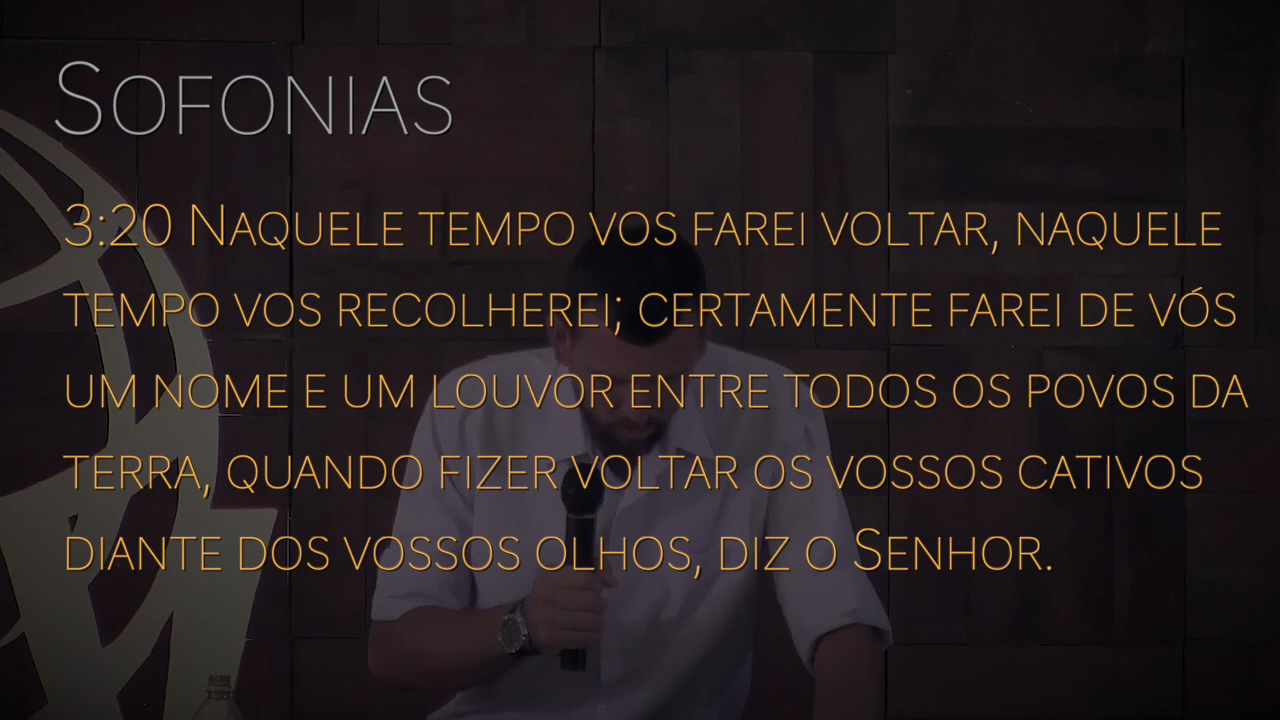 Sofonias
3:20 Naquele tempo vos farei voltar, naquele
tempo vos recolherei; certamente farei de vós
um nome e um louvor entre todos os povos da
terra, quando fizer voltar os vossos cativos
diante dos vossos olhos, diz o Senhor.